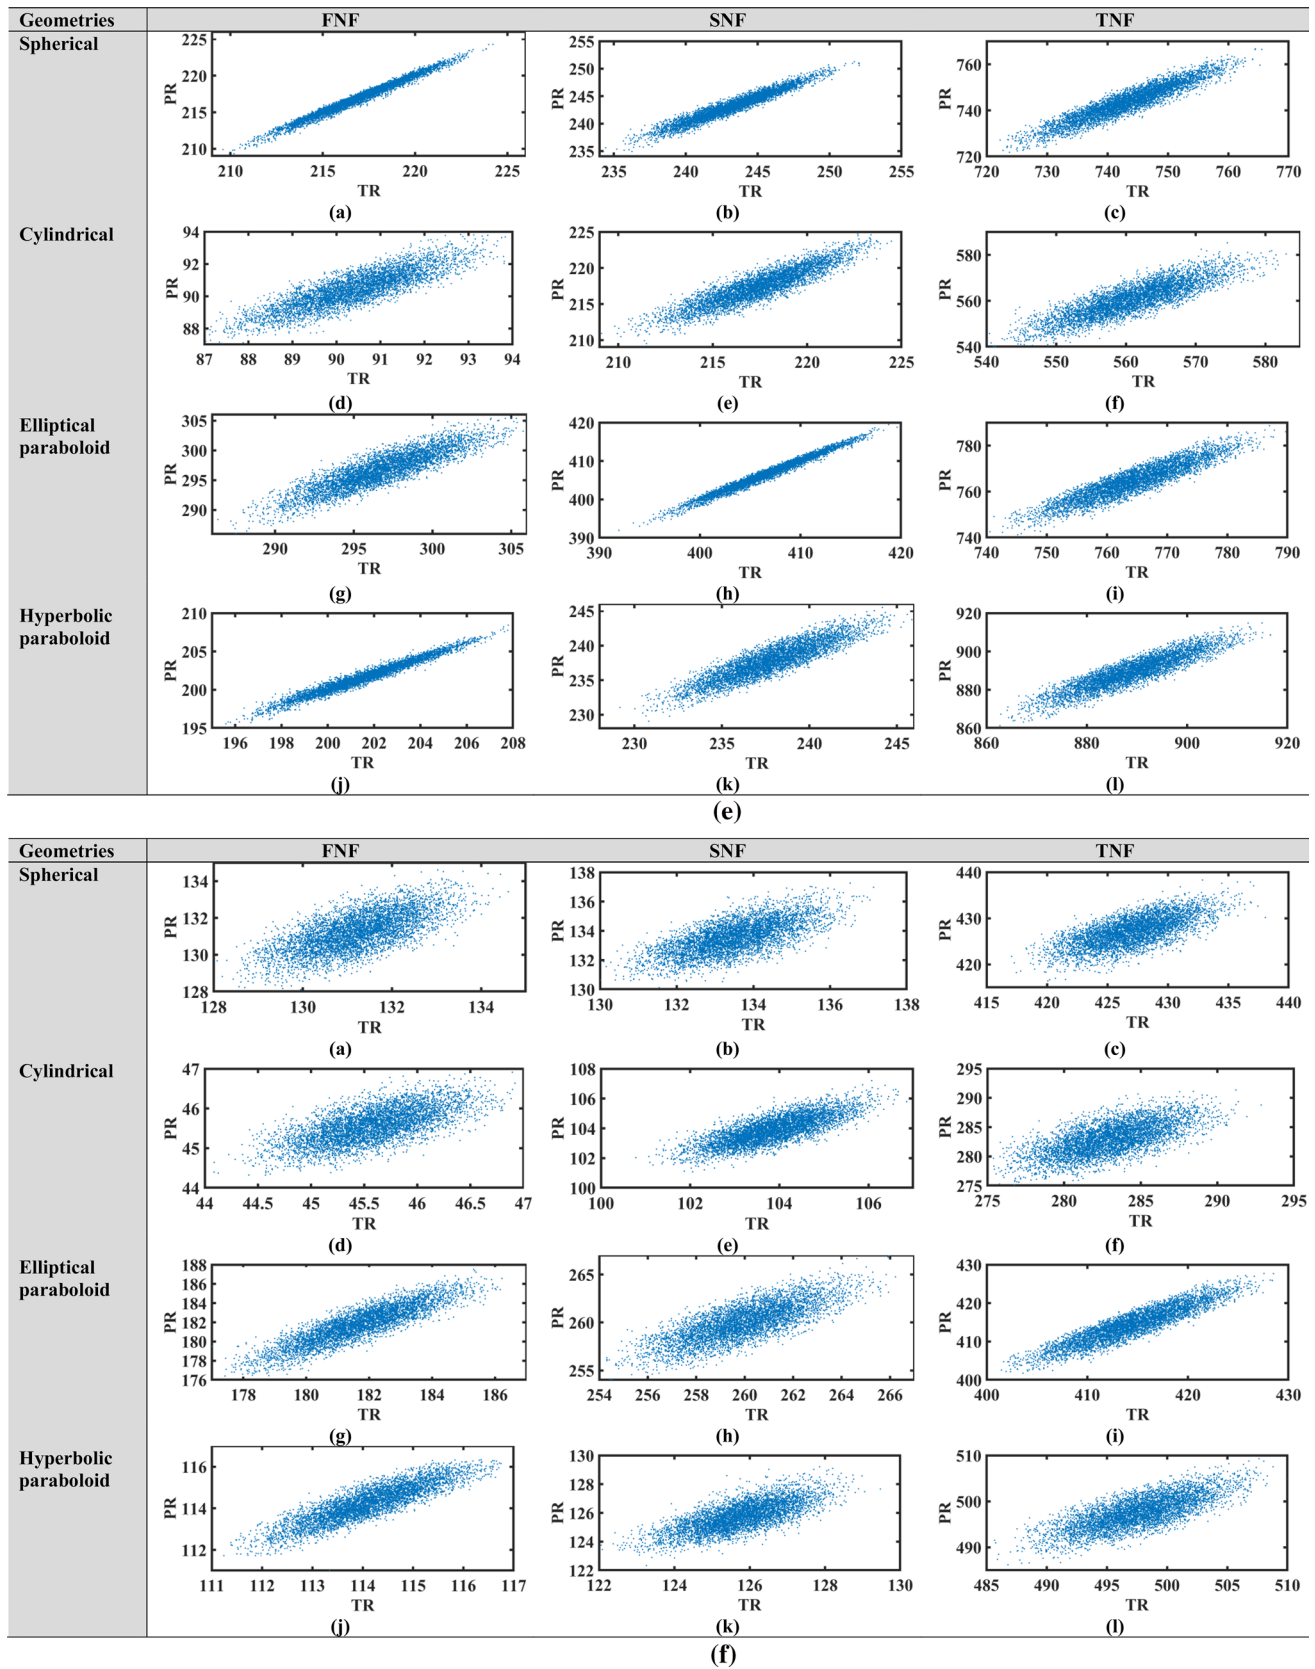 Geometries FNF SNF TNF
Spherical
225
220
215
210
PR
210 215 220 225
TR
(a)
255
250
245
240
235
PR
235 240 245 250 255
TR
(b)
760
740
720
PR
720 730 740 750 760 770
TR
(c)
Cylindrical
94
92
90
88
PR
87 88 89 90 91 92 93 94
TR
(d)
225
220
215
210
PR
210 215 220 225
TR
(e)
580
560
540
PR
540 550 560 570 580
TR
(f)
Elliptical
paraboloid
305
300
295
290
PR
290 295 300 305
TR
(g)
420
410
400
390
PR
390 400 410 420
TR
(h)
780
760
740
PR
740 750 760 770 780 790
TR
(i)
Hyperbolic
paraboloid
210
205
200
195
PR
196 198 200 202 204 206 208
TR
(j)
245
240
235
230
PR
230 235 240 245
TR
(k)
920
900
880
860
PR
860 880 900 920
TR
(l)
(e)
Geometries FNF SNF TNF
Spherical
134
132
130
128
PR
128 130 132 134
TR
(a)
138
136
134
132
130
PR
130 132 134 136 138
TR
(b)
440
430
420
PR
415 420 425 430 435 440
TR
(c)
Cylindrical
47
46
45
44
PR
44 44.5 45 45.5 46 46.5 47
TR
(d)
108
106
104
102
100
PR
100 102 104 106
TR
(e)
295
290
285
280
275
PR
275 280 285 290 295
TR
(f)
Elliptical
paraboloid
188
186
184
182
180
178
176
PR
178 180 182 184 186
TR
(g)
265
260
255
PR
254 256 258 260 262 264 266
TR
(h)
430
420
410
400
PR
400 410 420 430
TR
(i)
Hyperbolic
paraboloid
116
114
112
PR
111 112 113 114 115 116 117
TR
(j)
130
128
126
124
122
PR
122 124 126 128 130
TR
(k)
510
500
490
PR
485 490 495 500 505 510
TR
(l)
(f)